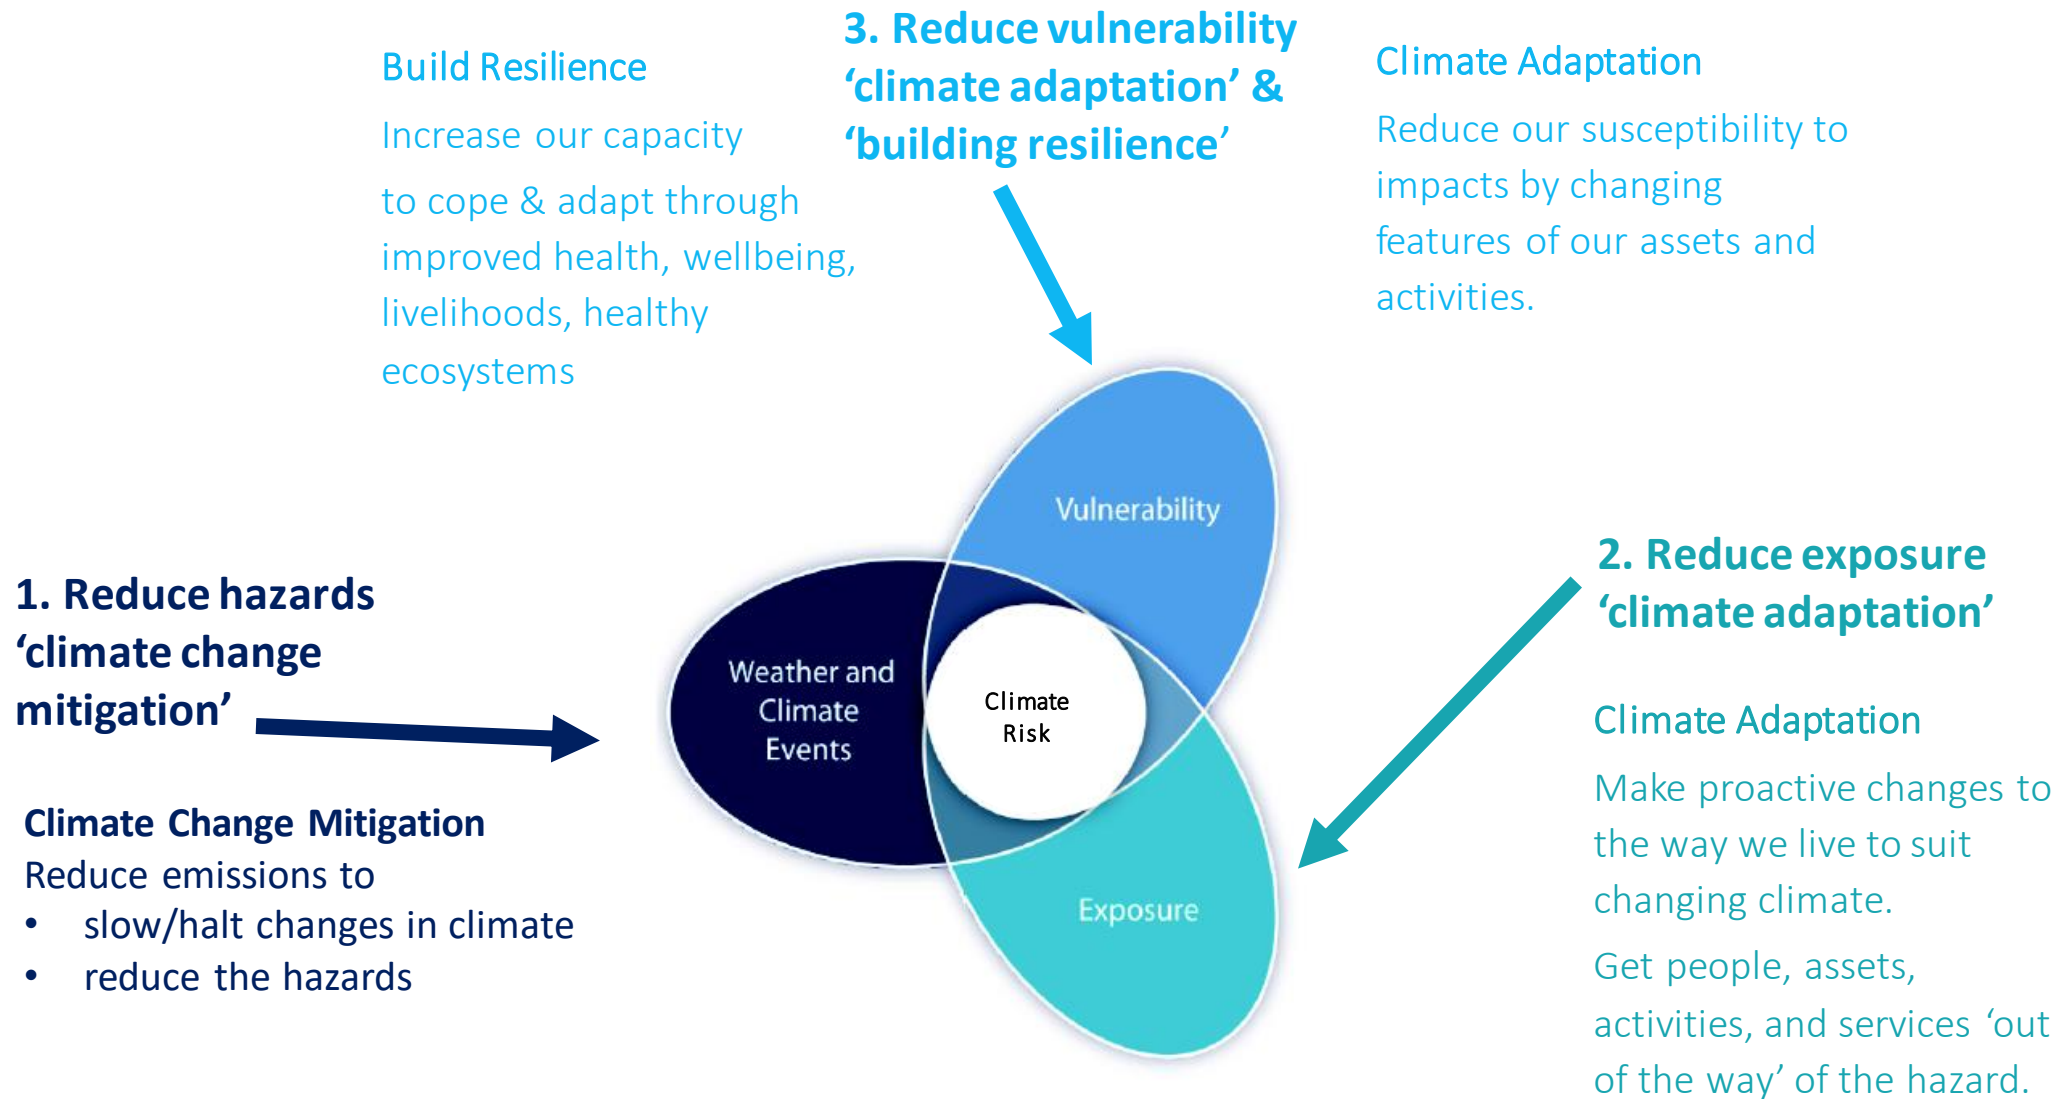 3. Reduce vulnerability
‘climate adaptation’ &
‘building resilience’
Build Resilience
Increase our capacity
to cope & adapt through
improved health, wellbeing,
livelihoods, healthy
ecosystems
Climate Adaptation
Reduce our susceptibility to
impacts by changing
features of our assets and
activities.
1. Reduce hazards
‘climate change
mitigation’
Climate Change Mitigation
Reduce emissions to
• slow/halt changes in climate
• reduce the hazards
Vulnerability
Weather and
Climate
Events
Climate
Risk
Exposure
2. Reduce exposure
‘climate adaptation’
Climate Adaptation
Make proactive changes to
the way we live to suit
changing climate.
Get people, assets,
activities, and services ‘out
of the way’ of the hazard.